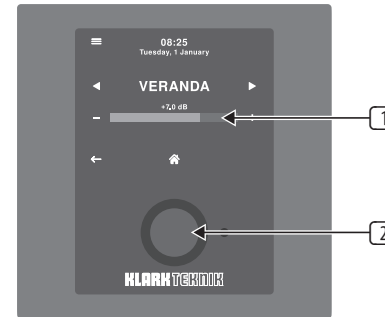 08:25
Tuesday, 1 January
VERANDA
+7.0 dB
1
2
KLARK TEKNIK